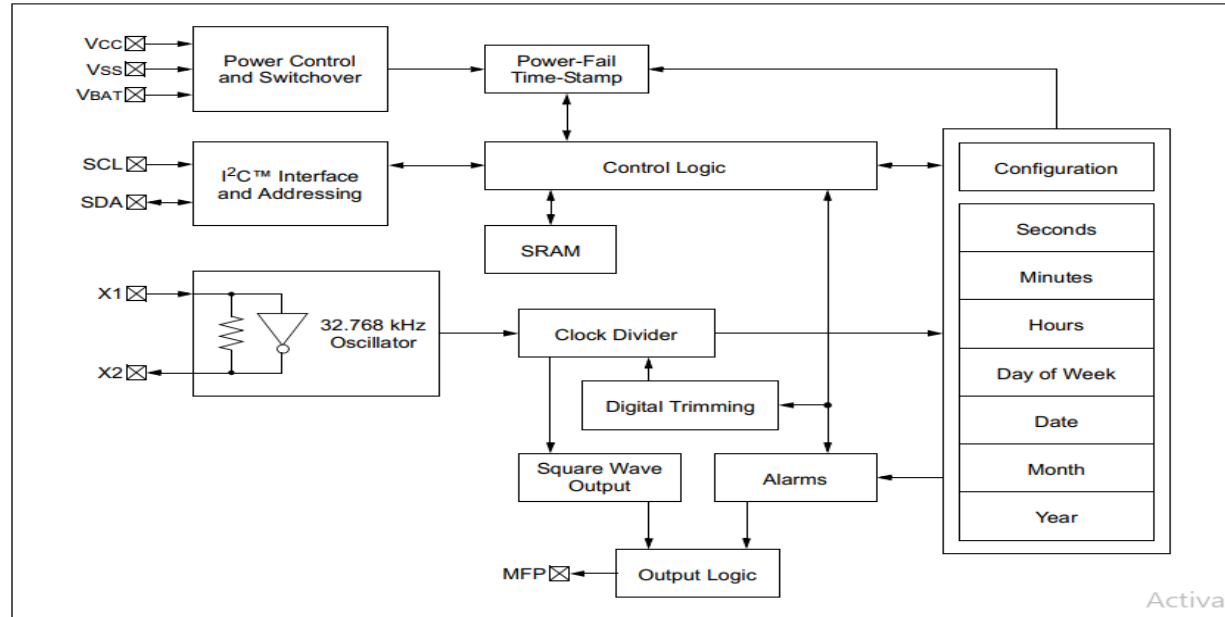 VCC
VSS
VBAT
Power Control
and Switchover
Power-Fail
Time-Stamp
SCL
SDA
I²C™ Interface
and Addressing
Control Logic
SRAM
Configuration
Seconds
Minutes
Hours
Day of Week
Date
Month
Year
X1
X2
32.768 kHz
Oscillator
Clock Divider
Digital Trimming
Square Wave
Output
Alarms
MFP
Output Logic
Activa